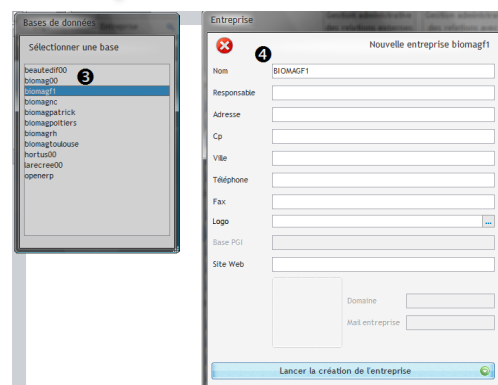 Bases de données
Sélectionner une base
❸
beautedif00
biomag00
biomagf1
biomagnc
biomagpatrick
biomagpoitiers
biomagrh
biomagtoulouse
hortus00
larecree00
openerp
Entreprise
❹
Nouvelle entreprise biomagf1
Nom BIOMAGF1
Responsable
Adresse
Cp
Ville
Téléphone
Fax
Logo ...
Base PGI
Site Web
Domaine
Mail entreprise
Lancer la création de l'entreprise